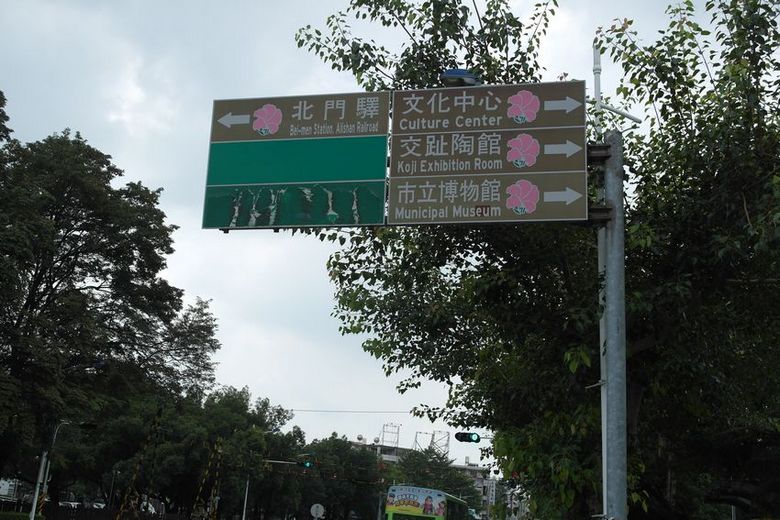 北門驛
Bei-men Station, Alishan Railroad
文化中心
Culture Center
交趾陶館
Koji Exhibition Room
市立博物館
Municipal Museum